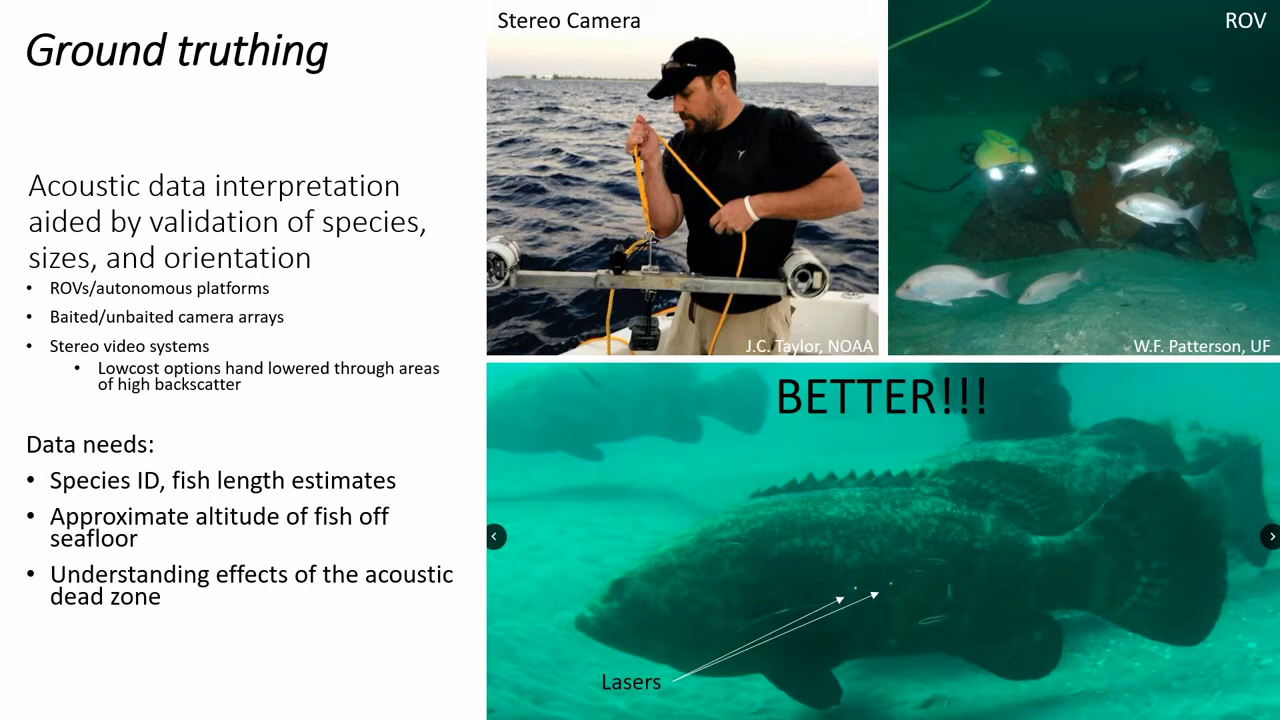 Ground truthing
Acoustic data interpretation
aided by validation of species,
sizes, and orientation
• ROVs/autonomous platforms
• Baited/unbaited camera arrays
• Stereo video systems
• Lowcost options hand lowered through areas
of high backscatter
Data needs:
• Species ID, fish length estimates
• Approximate altitude of fish off
seafloor
• Understanding effects of the acoustic
dead zone
Stereo Camera
J.C. Taylor, NOAA
ROV
W.F. Patterson, UF
BETTER!!!
Lasers